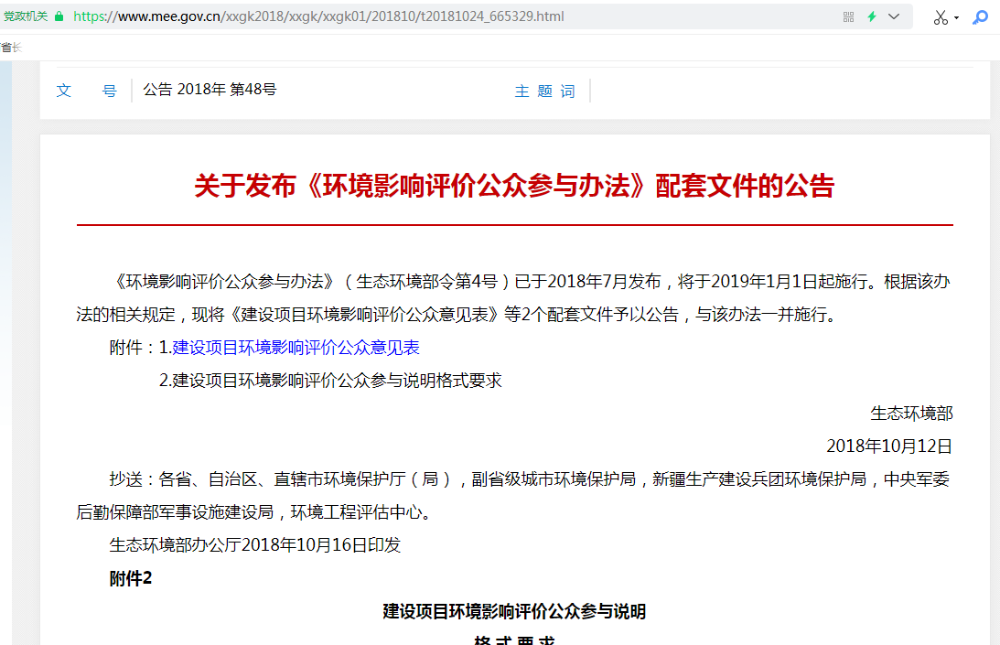 党政机关 https://www.mee.gov.cn/xxgk2018/xxgk/xxgk01/201810/t20181024_665329.html
省长
文 号 公告 2018年 第48号 主 题 词
关于发布《环境影响评价公众参与办法》配套文件的公告
《环境影响评价公众参与办法》（生态环境部令第4号）已于2018年7月发布，将于2019年1月1日起施行。根据该办
法的相关规定，现将《建设项目环境影响评价公众意见表》等2个配套文件予以公告，与该办法一并施行。
附件：1.建设项目环境影响评价公众意见表
2.建设项目环境影响评价公众参与说明格式要求
生态环境部
2018年10月12日
抄送：各省、自治区、直辖市环境保护厅（局），副省级城市环境保护局，新疆生产建设兵团环境保护局，中央军委
后勤保障部军事设施建设局，环境工程评估中心。
生态环境部办公厅2018年10月16日印发
附件2
建设项目环境影响评价公众参与说明
格 式 要 求